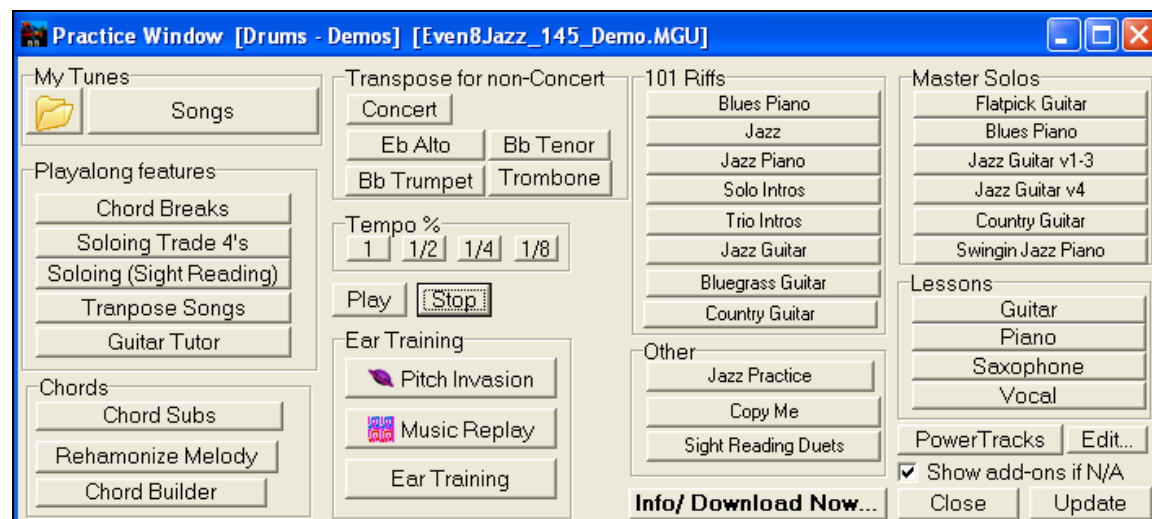 Practice Window [Drums - Demos] [Even8Jazz_145_Demo.MGU]
My Tunes
Songs
Playalong features
Chord Breaks
Soloing Trade 4's
Soloing (Sight Reading)
Tranpose Songs
Guitar Tutor
Chords
Chord Subs
Rehamonize Melody
Chord Builder
Transpose for non-Concert
Concert
Eb Alto Bb Tenor
Bb Trumpet Trombone
Tempo %
1 1/2 1/4 1/8
Play Stop
Ear Training
Pitch Invasion
Music Replay
Ear Training
101 Riffs
Blues Piano
Jazz
Jazz Piano
Solo Intros
Trio Intros
Jazz Guitar
Bluegrass Guitar
Country Guitar
Other
Jazz Practice
Copy Me
Sight Reading Duets
Info/ Download Now...
Master Solos
Flatpick Guitar
Blues Piano
Jazz Guitar v1-3
Jazz Guitar v4
Country Guitar
Swingin Jazz Piano
Lessons
Guitar
Piano
Saxophone
Vocal
PowerTracks Edit...
Show add-ons if N/A
Close Update